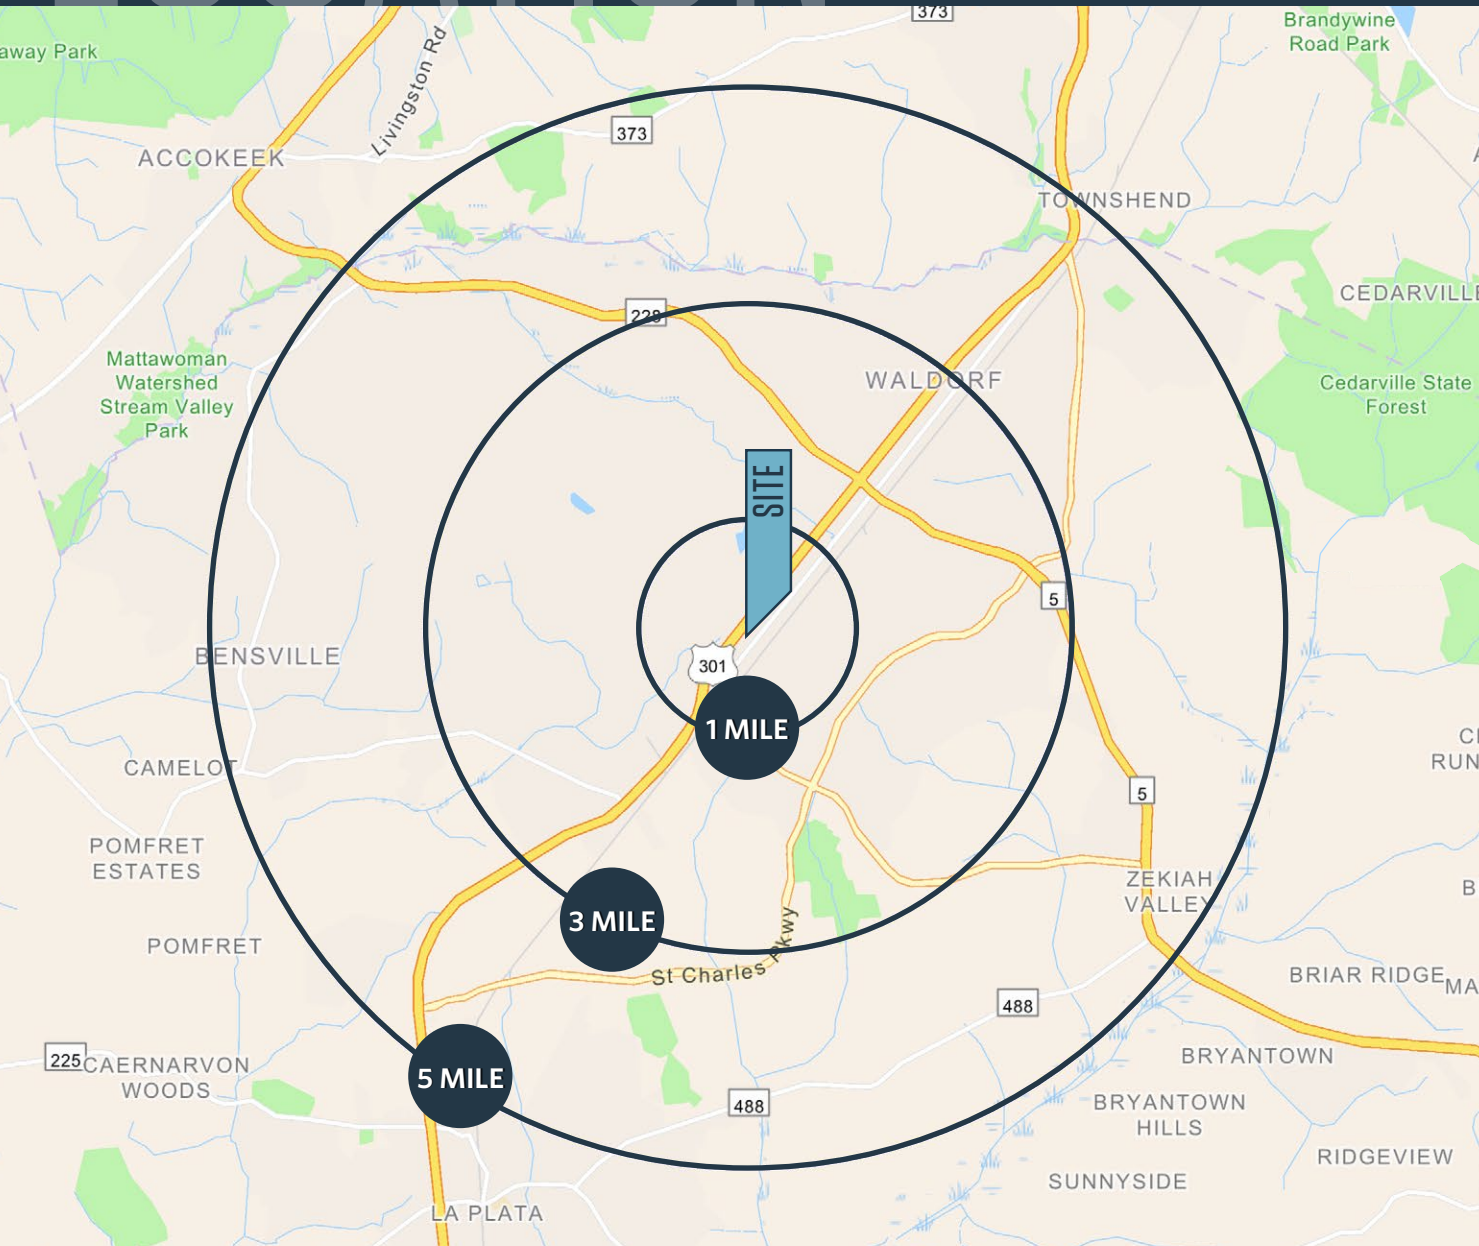 373
Brandywine
Road Park
away Park
Livingston Rd
373
ACCOKEEK
TOWNSHEND
CEDARVILLE
228
Mattawoman
Watershed
Stream Valley
Park
WALDORF
Cedarville State
Forest
SITE
5
BENSVILLE
301
1 MILE
CAMELOT
5
RUN
POMFRET
ESTATES
ZEKIAH
VALLEY
3 MILE
POMFRET
St Charles Pkwy
BRIAR RIDGE
MA
488
225
CAERNARVON
WOODS
5 MILE
BRYANTOWN
488
BRYANTOWN
HILLS
RIDGEVIEW
SUNNYSIDE
LA PLATA